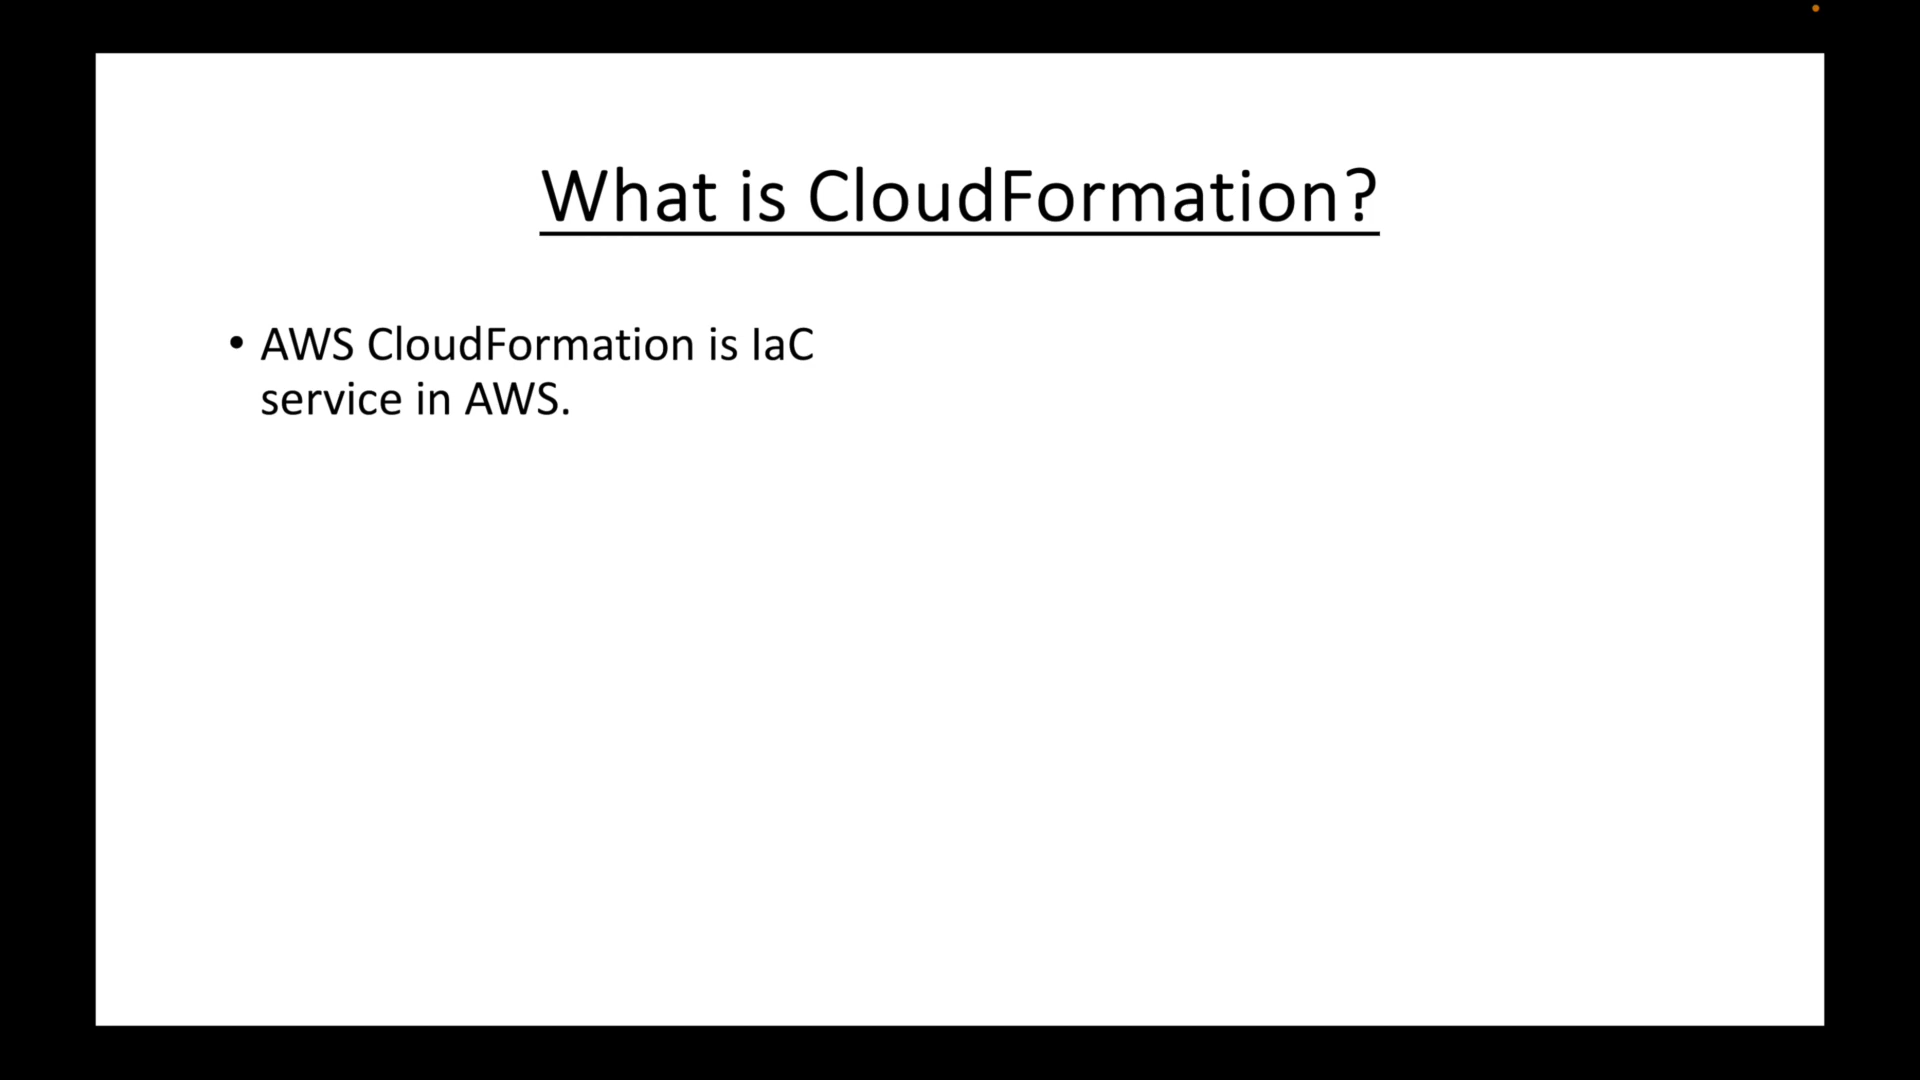 What is CloudFormation?
• AWS CloudFormation is IaC
service in AWS.